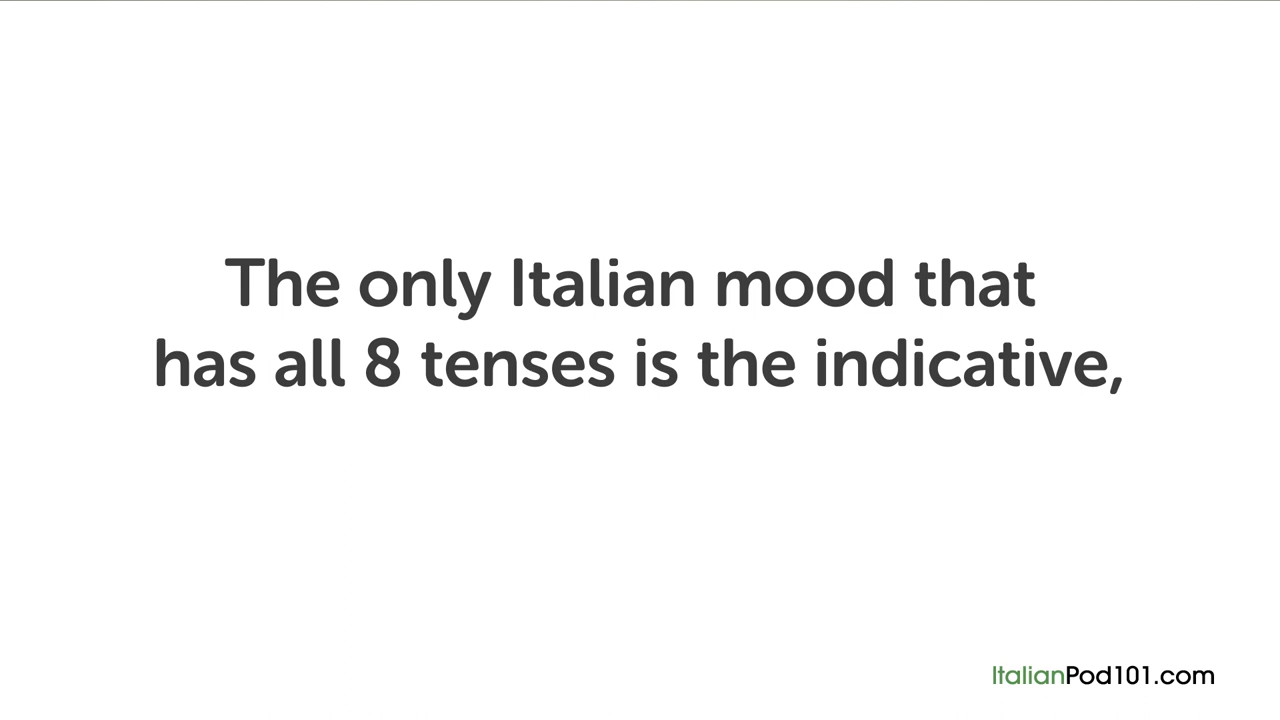 The only Italian mood that
has all 8 tenses is the indicative,
ItalianPod101.com